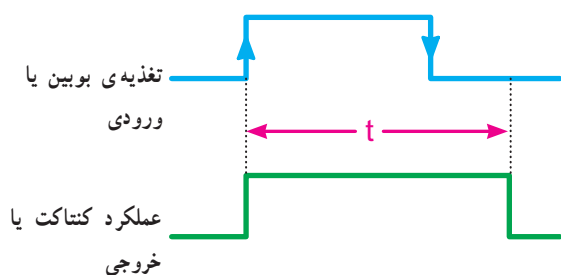 تغذیه‌ی بوبین یا
ورودی
t
عملکرد کنتاکت یا
خروجی